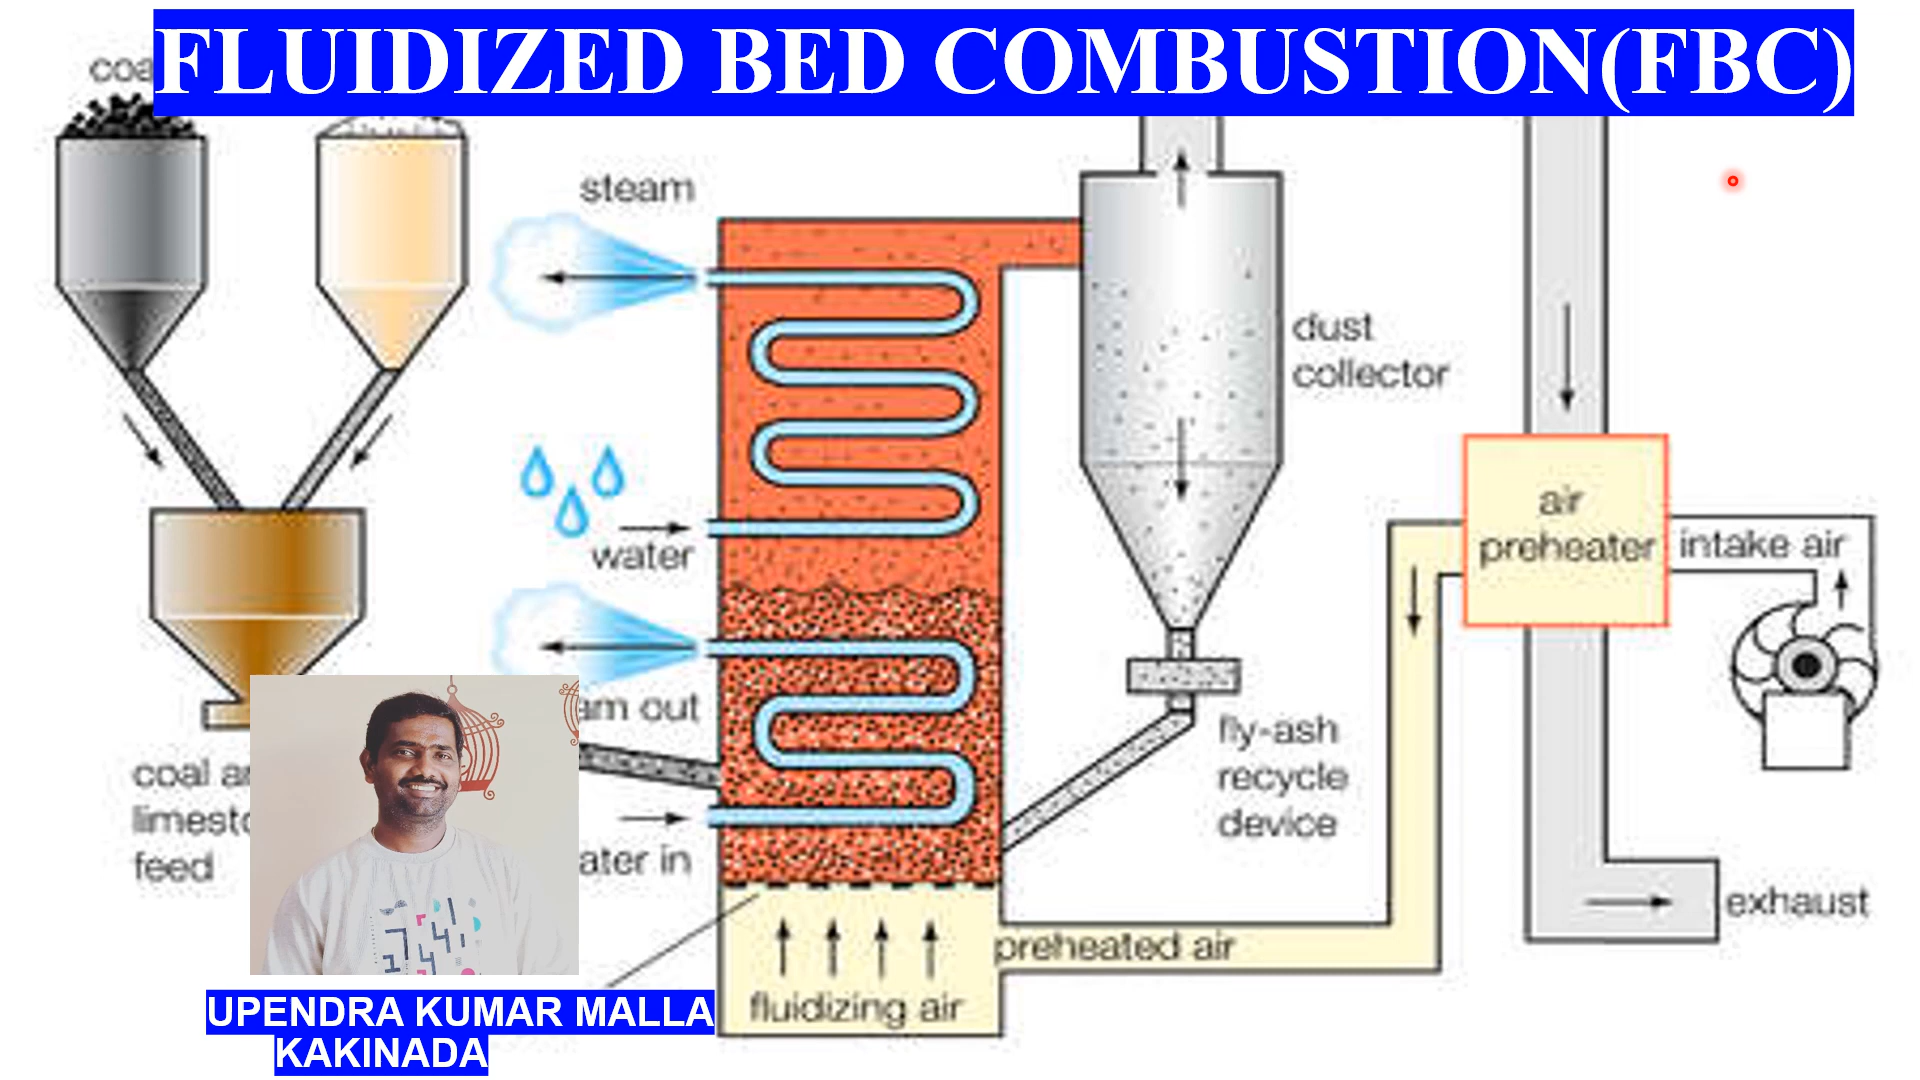 FLUIDIZED BED COMBUSTION(FBC)
steam
dust
collector
air
preheater
intake air
water
fly-ash
recycle
device
coal
feed
exhaust
preheated air
fluidizing air
UPENDRA KUMAR MALLA
KAKINADA